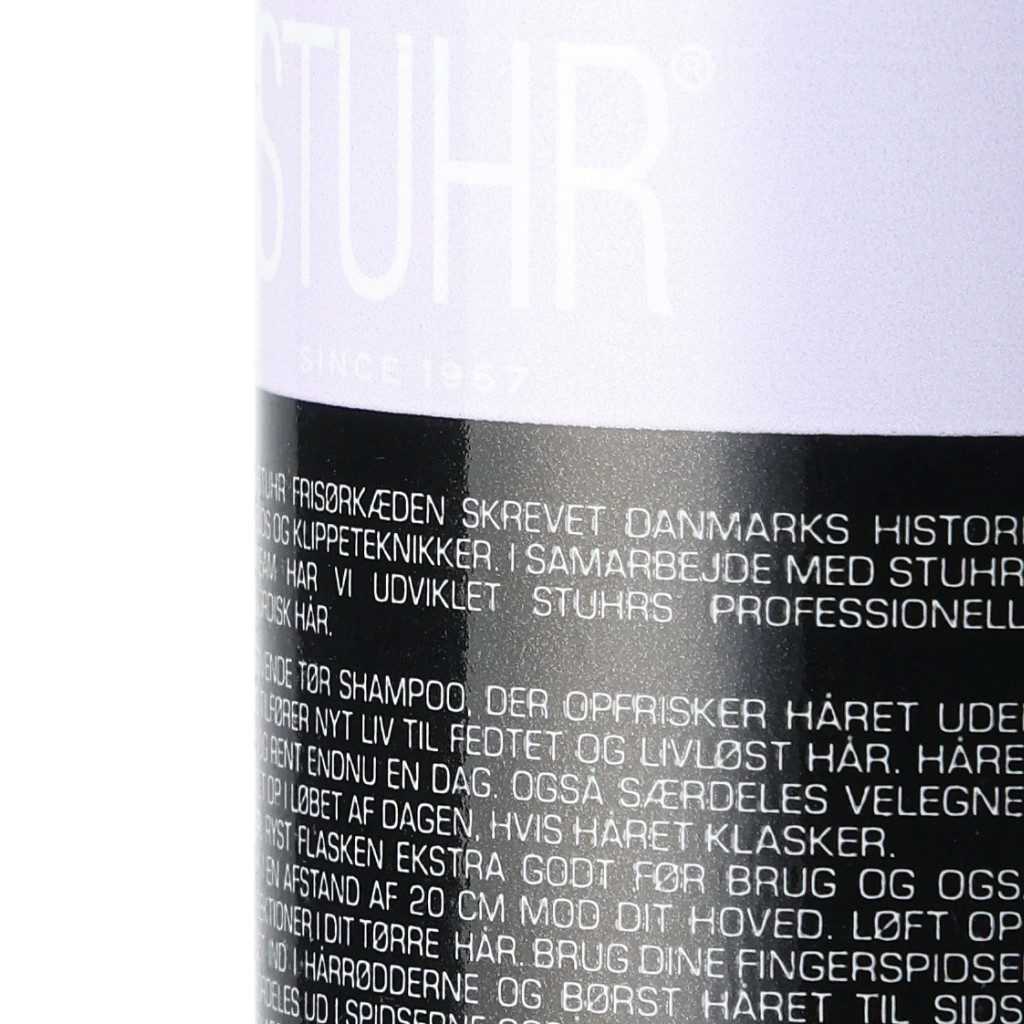 STUHR®
SINCE 1967
STUHR FRISØRKÆDEN SKREVET DANMARKS
OG KLIPPETEKNIKKER. I SAMARBEJDE MED STUHR
HAR VI UDVIKLET STUHRS
HÅR.
TØR SHAMPOO, DER OPFRISKER HÅRET
NYT LIV TIL FEDTET OG LIVLØST HÅR.
RENT ENDNU EN DAG. OGSÅ SÆRDELES
OP I LØBET AF DAGEN, HVIS HÅRET KLASKER.
RYST FLASKEN EKSTRA GODT FØR BRUG OG
EN AFSTAND AF 20 CM MOD DIT HOVED. LØFT
I DIT TØRRE HÅR. BRUG DINE
IND I HÅRRØDDERNE OG BØRST HÅRET TIL
UD I SPIDSERNE